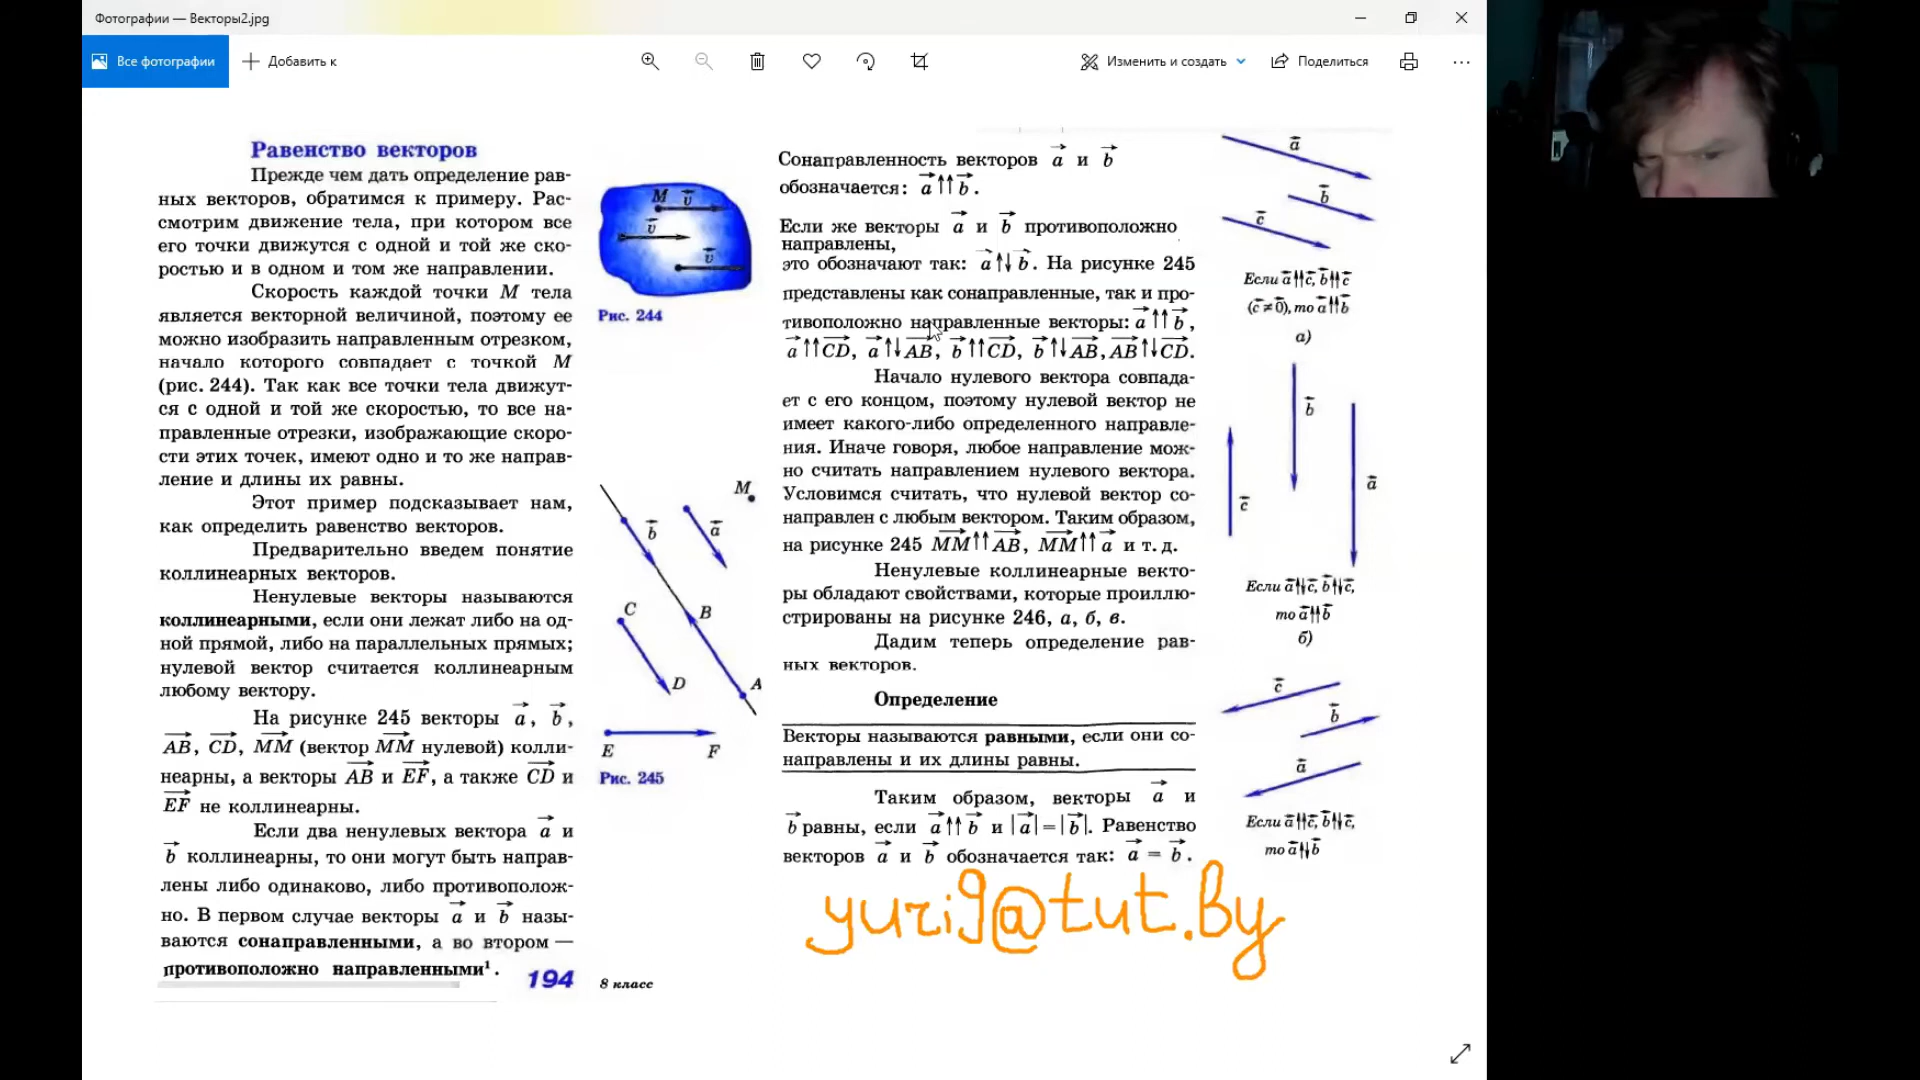 Фотографии — Векторы2.jpg
Все фотографии
Добавить к
Изменить и создать
Поделиться
Равенство векторов
Прежде чем дать определение рав-
ных векторов, обратимся к примеру. Рас-
смотрим движение тела, при котором все
его точки движутся с одной и той же ско-
ростью и в одном и том же направлении.
Скорость каждой точки M тела
является векторной величиной, поэтому ее
можно изобразить направленным отрезком,
начало которого совпадает с точкой M
(рис. 244). Так как все точки тела движут-
ся с одной и той же скоростью, то все на-
правленные отрезки, изображающие скоро-
сти этих точек, имеют одно и то же направ-
ление и длины их равны.
Этот пример подсказывает нам,
как определить равенство векторов.
Предварительно введем понятие
коллинеарных векторов.
Ненулевые векторы называются
коллинеарными, если они лежат либо на од-
ной прямой, либо на параллельных прямых;
нулевой вектор считается коллинеарным
любому вектору.
На рисунке 245 векторы a⃗, b⃗,
AB⃗, CD⃗, MM⃗ (вектор MM⃗ нулевой) колли-
неарны, а векторы AB⃗ и EF⃗, а также CD⃗ и
EF⃗ не коллинеарны.
Если два ненулевых вектора a⃗ и
b⃗ коллинеарны, то они могут быть направ-
лены либо одинаково, либо противополож-
но. В первом случае векторы a⃗ и b⃗ назы-
ваются сонаправленными, а во втором —
противоположно направленными¹.
194
8 класс
M v⃗
v⃗
v⃗
Рис. 244
M
b⃗
a⃗
C
B
D
A
E
F
Рис. 245
Сонаправленность векторов a⃗ и b⃗
обозначается: a⃗↑↑b⃗.
Если же векторы a⃗ и b⃗ противоположно
направлены,
это обозначают так: a⃗↑↓b⃗. На рисунке 245
представлены как сонаправленные, так и про-
тивоположно направленные векторы: a⃗↑↑b⃗,
a⃗↑↑CD⃗, a⃗↑↓AB⃗, b⃗↑↑CD⃗, b⃗↑↓AB⃗, AB⃗↑↓CD⃗.
Начало нулевого вектора совпада-
ет с его концом, поэтому нулевой вектор не
имеет какого-либо определенного направле-
ния. Иначе говоря, любое направление мож-
но считать направлением нулевого вектора.
Условимся считать, что нулевой вектор со-
направлен с любым вектором. Таким образом,
на рисунке 245 MM⃗↑↑AB⃗, MM⃗↑↑a⃗ и т. д.
Ненулевые коллинеарные векто-
ры обладают свойствами, которые проиллю-
стрированы на рисунке 246, а, б, в.
Дадим теперь определение рав-
ных векторов.
Определение
Векторы называются равными, если они со-
направлены и их длины равны.
Таким образом, векторы a⃗ и
b⃗ равны, если a⃗↑↑b⃗ и |a⃗|=|b⃗|. Равенство
векторов a⃗ и b⃗ обозначается так: a⃗ = b⃗.
yurig@tut.by
a⃗
b⃗
c⃗
Если a⃗↑↑c⃗, b⃗↑↑c⃗
(c⃗ ≠ 0⃗), то a⃗↑↑b⃗
а)
b⃗
a⃗
c⃗
Если a⃗↑↓c⃗, b⃗↑↓c⃗,
то a⃗↑↑b⃗
б)
c⃗
b⃗
a⃗
Если a⃗↑↑c⃗, b⃗↑↓c⃗,
то a⃗↑↓b⃗